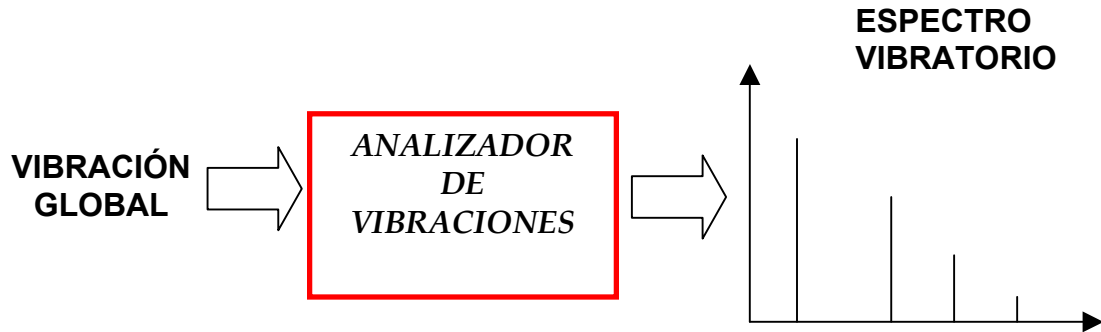 VIBRACIÓN
GLOBAL
ANALIZADOR
DE
VIBRACIONES
ESPECTRO
VIBRATORIO